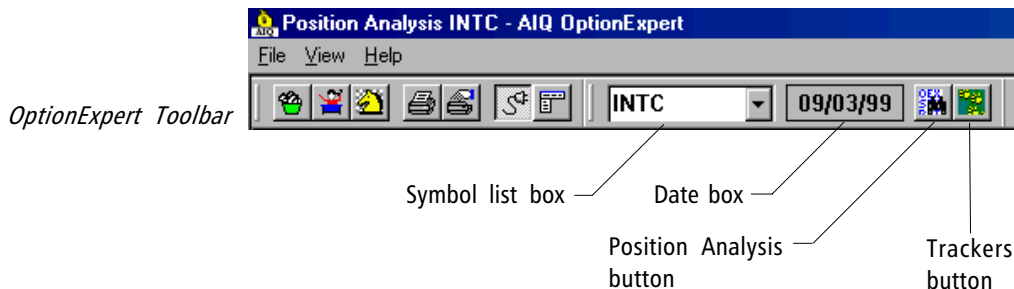 AIQ Position Analysis INTC - AIQ OptionExpert
File View Help
OptionExpert Toolbar
INTC 09/03/99
Symbol list box
Date box
Position Analysis button
Trackers button